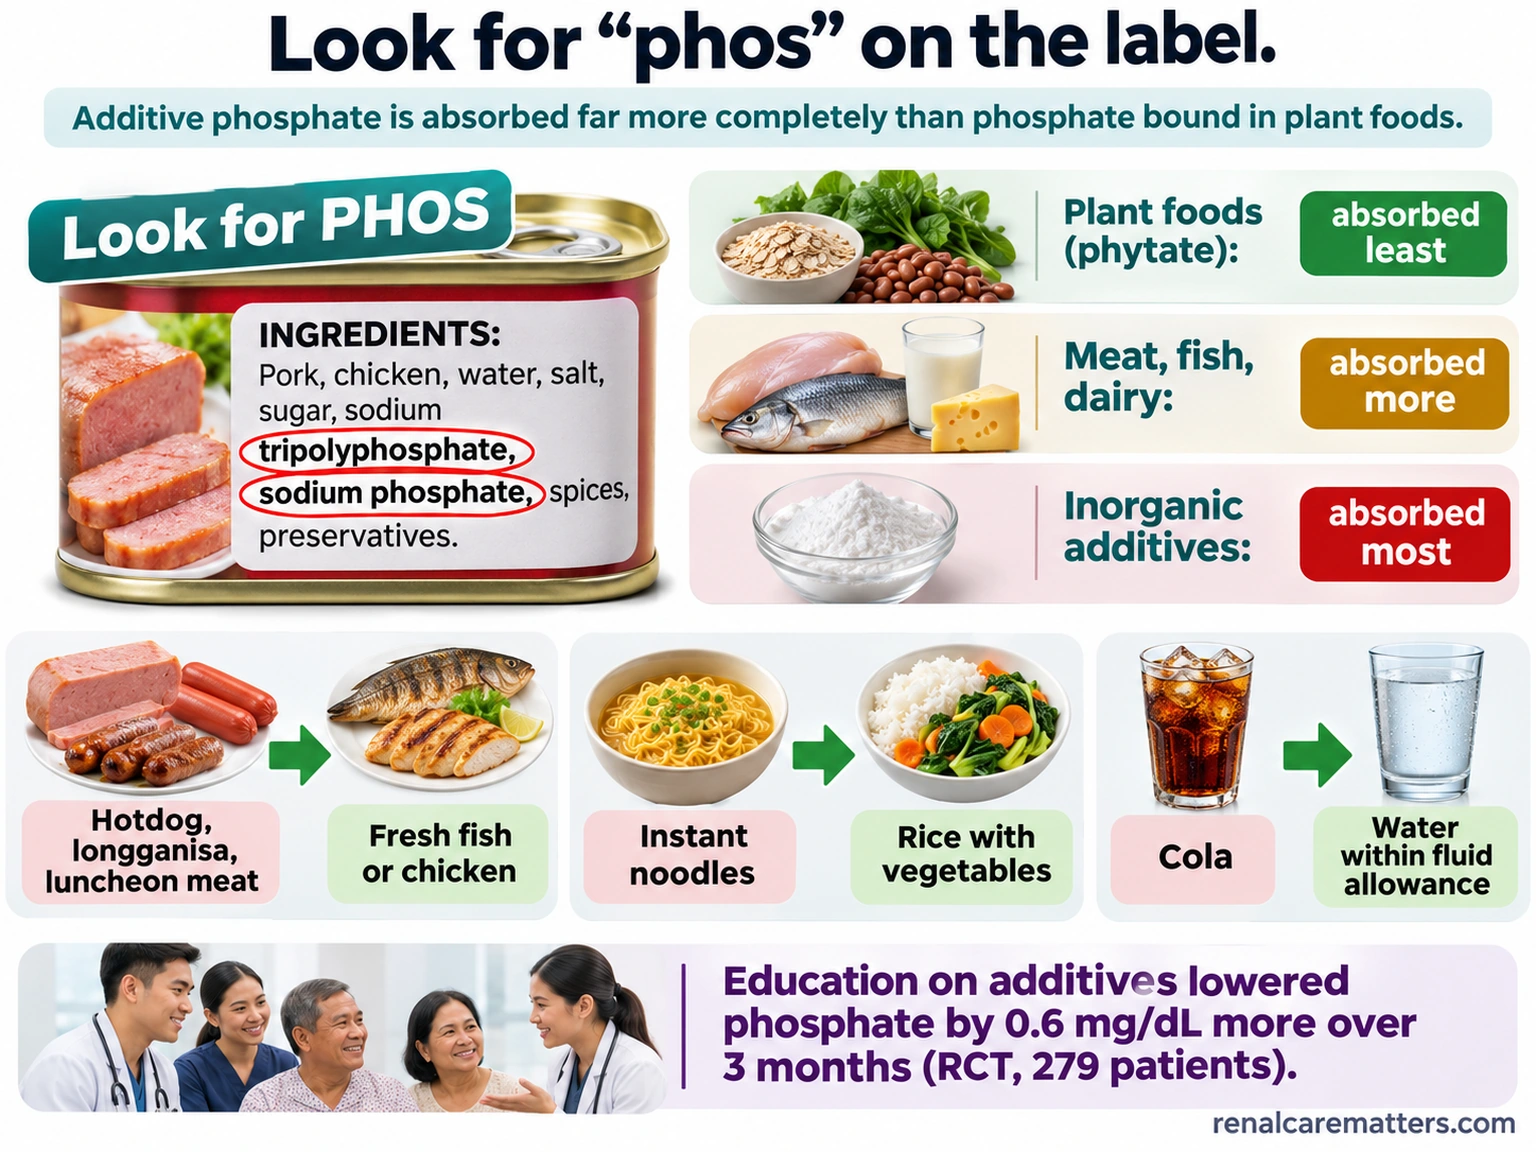 Look for “phos” on the label.
Additive phosphate is absorbed far more completely than phosphate bound in plant foods.
Look for PHOS
INGREDIENTS:
Pork, chicken, water, salt,
sugar, sodium
tripolyphosphate,
sodium phosphate, spices,
preservatives.
Plant foods
(phytate):
absorbed
least
Meat, fish,
dairy:
absorbed
more
Inorganic
additives:
absorbed
most
Hotdog,
longganisa,
luncheon meat
Fresh fish
or chicken
Instant
noodles
Rice with
vegetables
Cola
Water
within fluid
allowance
Education on additives lowered
phosphate by 0.6 mg/dL more over
3 months (RCT, 279 patients).
renalcarematters.com